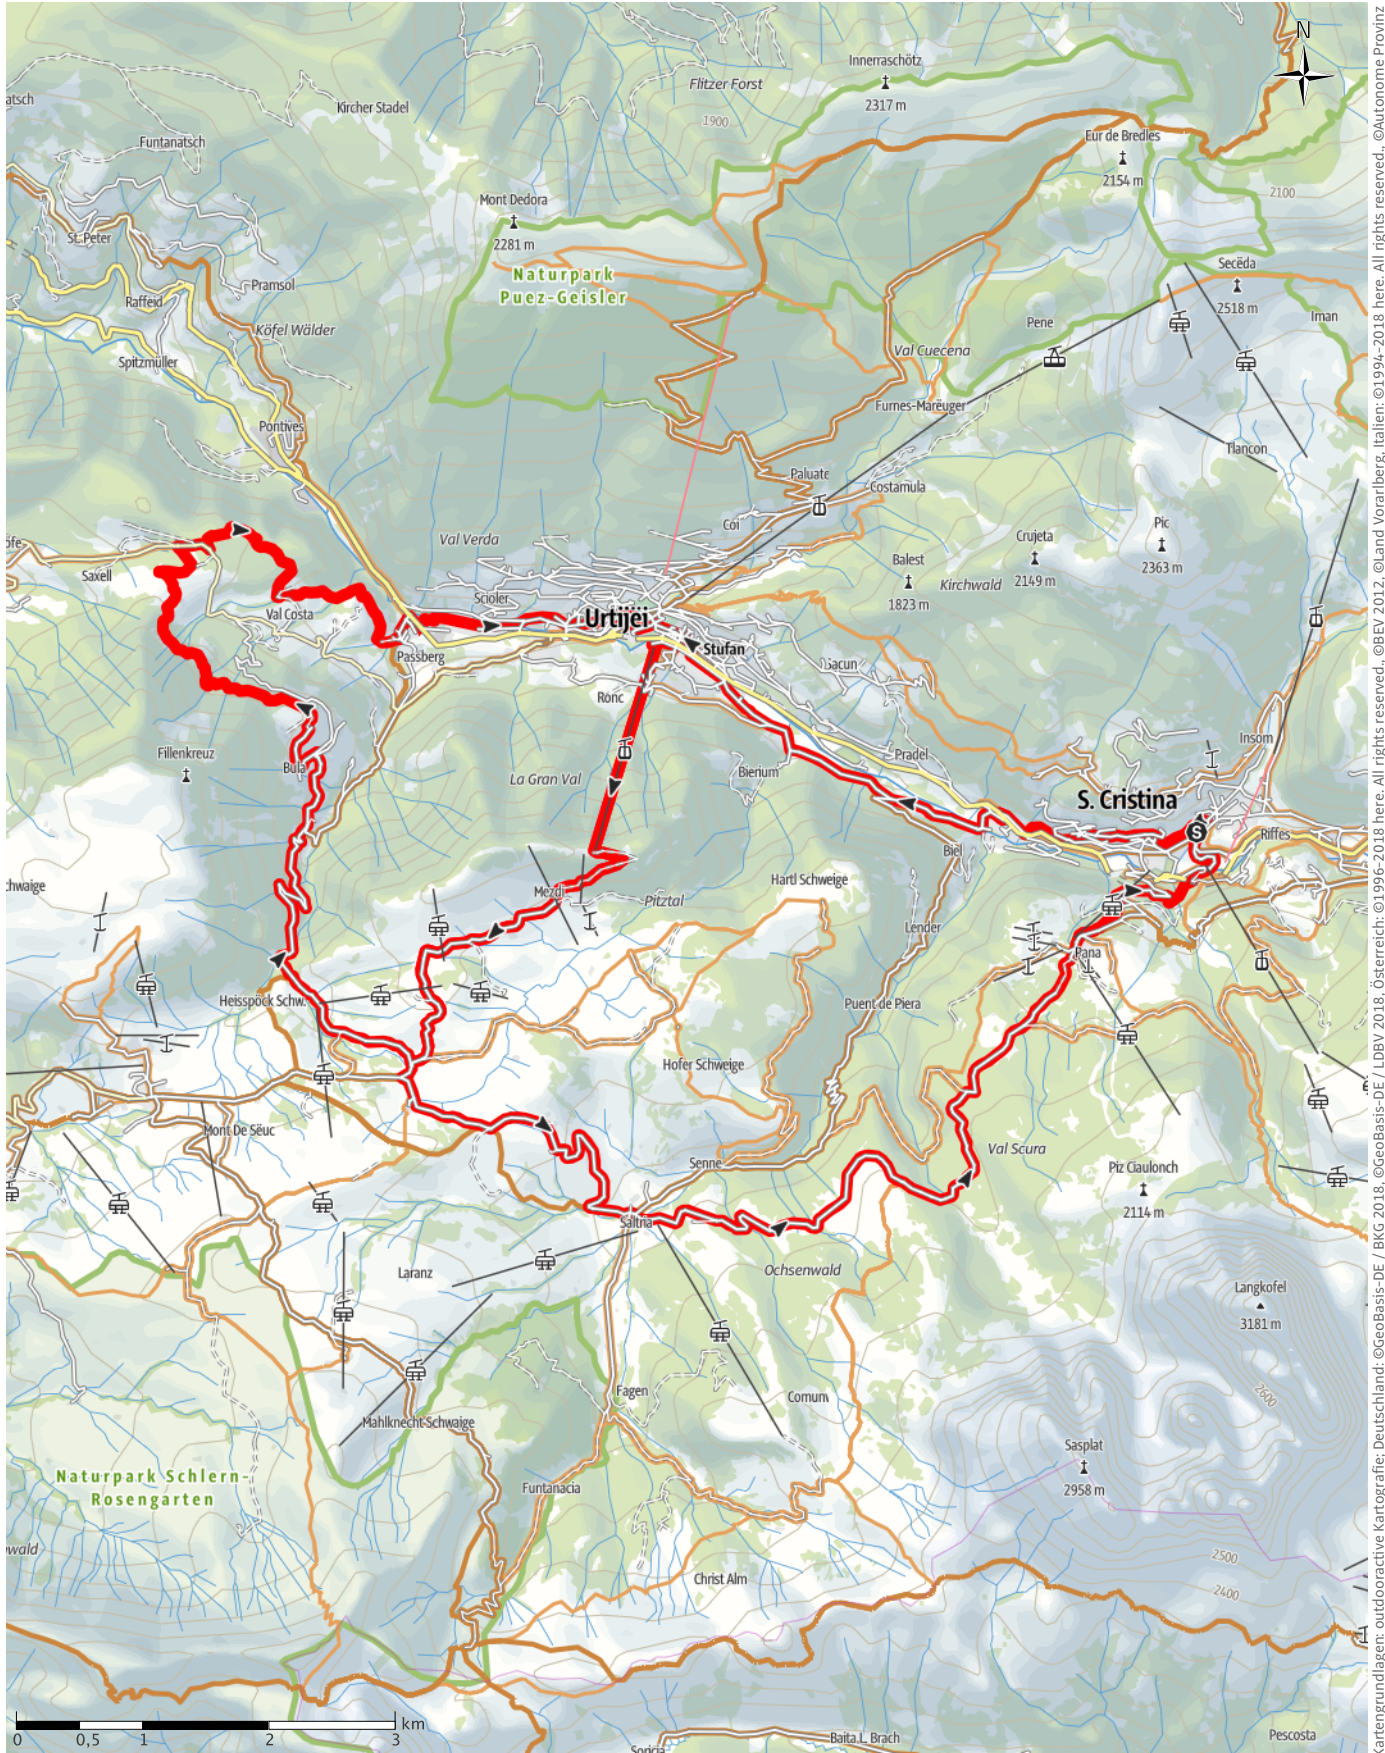 N
Innerraschötz
2317 m
Flitzer Forst
1900
Kircher Stadel
atsch
Funtanatsch
Eur de Bredles
2154 m
2100
Mont Dedora
2281 m
St. Peter
Naturpark
Puez-Geisler
Secëda
2518 m
Pramsol
Raffeid
Köfel Wälder
Pene
Iman
Spitzmüller
Val Cuecena
Furnes-Marëuger
Pontives
Tlancon
Paluate
Costamula
Coi
Val Verda
Crujeta
2149 m
Pic
2363 m
Balest
1823 m
Kirchwald
öfe
Saxell
Val Costa
Scioler
Urtijëi
Stufan
Passberg
Sacun
Ronc
Fillenkreuz
Bula
La Gran Val
Bierium
Pradel
Insom
S. Cristina
S
Riffes
Biel
chwaige
Mezdi
Pitztal
Hartl Schweige
Lender
Pana
Heisspöck Schw.
Puent de Piera
Hofer Schweige
Mont De Sëuc
Senne
Val Scura
Piz Ciaulonch
2114 m
Saltria
Ochsenwald
Laranz
Langkofel
3181 m
Fagen
Comun
2600
Mahlknecht-Schwaige
Sasplat
2958 m
Naturpark Schlern-
Rosengarten
Funtanacia
wald
Christ Alm
2500
2400
km
0
0,5
1
2
3
Soricia
Baita L. Brach
Pescosta
Kartengrundlagen: outdooractive Kartografie; Deutschland: ©GeoBasis-DE / BKG 2018, ©GeoBasis-DE / LDBV 2018, Österreich: ©1996-2018 here. All rights reserved., ©BEV 2012, ©Land Vorarlberg, Italien: ©1994-2018 here. All rights reserved., ©Autonome Provinz